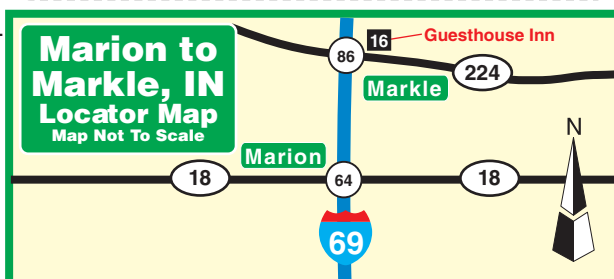 Marion to
Markle, IN
Locator Map
Map Not To Scale
86
16
Guesthouse Inn
224
Markle
Marion
18
64
18
69
N